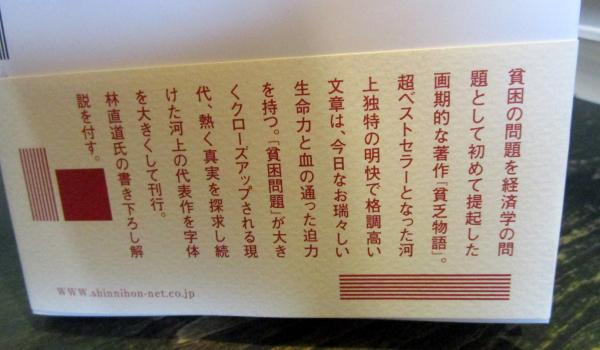 貧困の問題を経済学の問
題として初めて提起した
画期的な著作『貧乏物語』。
超ベストセラーとなった河
上独特の明快で格調高い
文章は、今日なお瑞々しい
生命力と血の通った迫力
を持つ。「貧困問題」が大き
くクローズアップされる現
代、熱く真実を探求し続
けた河上の代表作を字体
を大きくして刊行。
林直道氏の書き下ろし解
説を付す。
www.shinnihon-net.co.jp